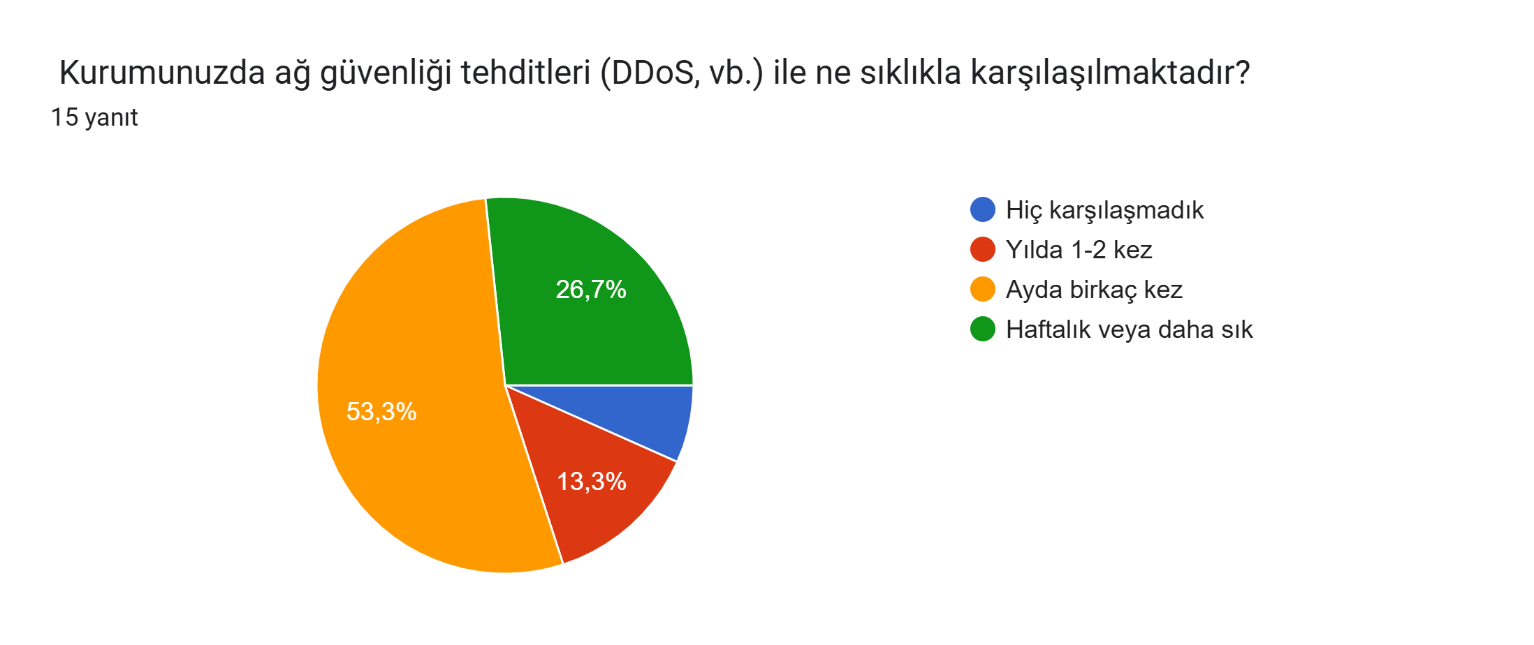 Kurumunuzda ağ güvenliği tehditleri (DDoS, vb.) ile ne sıklıkla karşılaşılmaktadır?
15 yanıt
Hiç karşılaşmadık
Yılda 1-2 kez
Ayda birkaç kez
Haftalık veya daha sık
26,7%
53,3%
13,3%